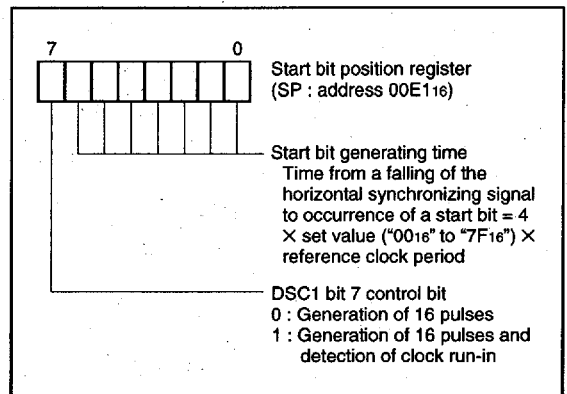 7 0
Start bit position register
(SP : address 00E116)
Start bit generating time
Time from a falling of the
horizontal synchronizing signal
to occurrence of a start bit = 4
× set value (“0016” to “7F16”) ×
reference clock period
DSC1 bit 7 control bit
0 : Generation of 16 pulses
1 : Generation of 16 pulses and
detection of clock run-in